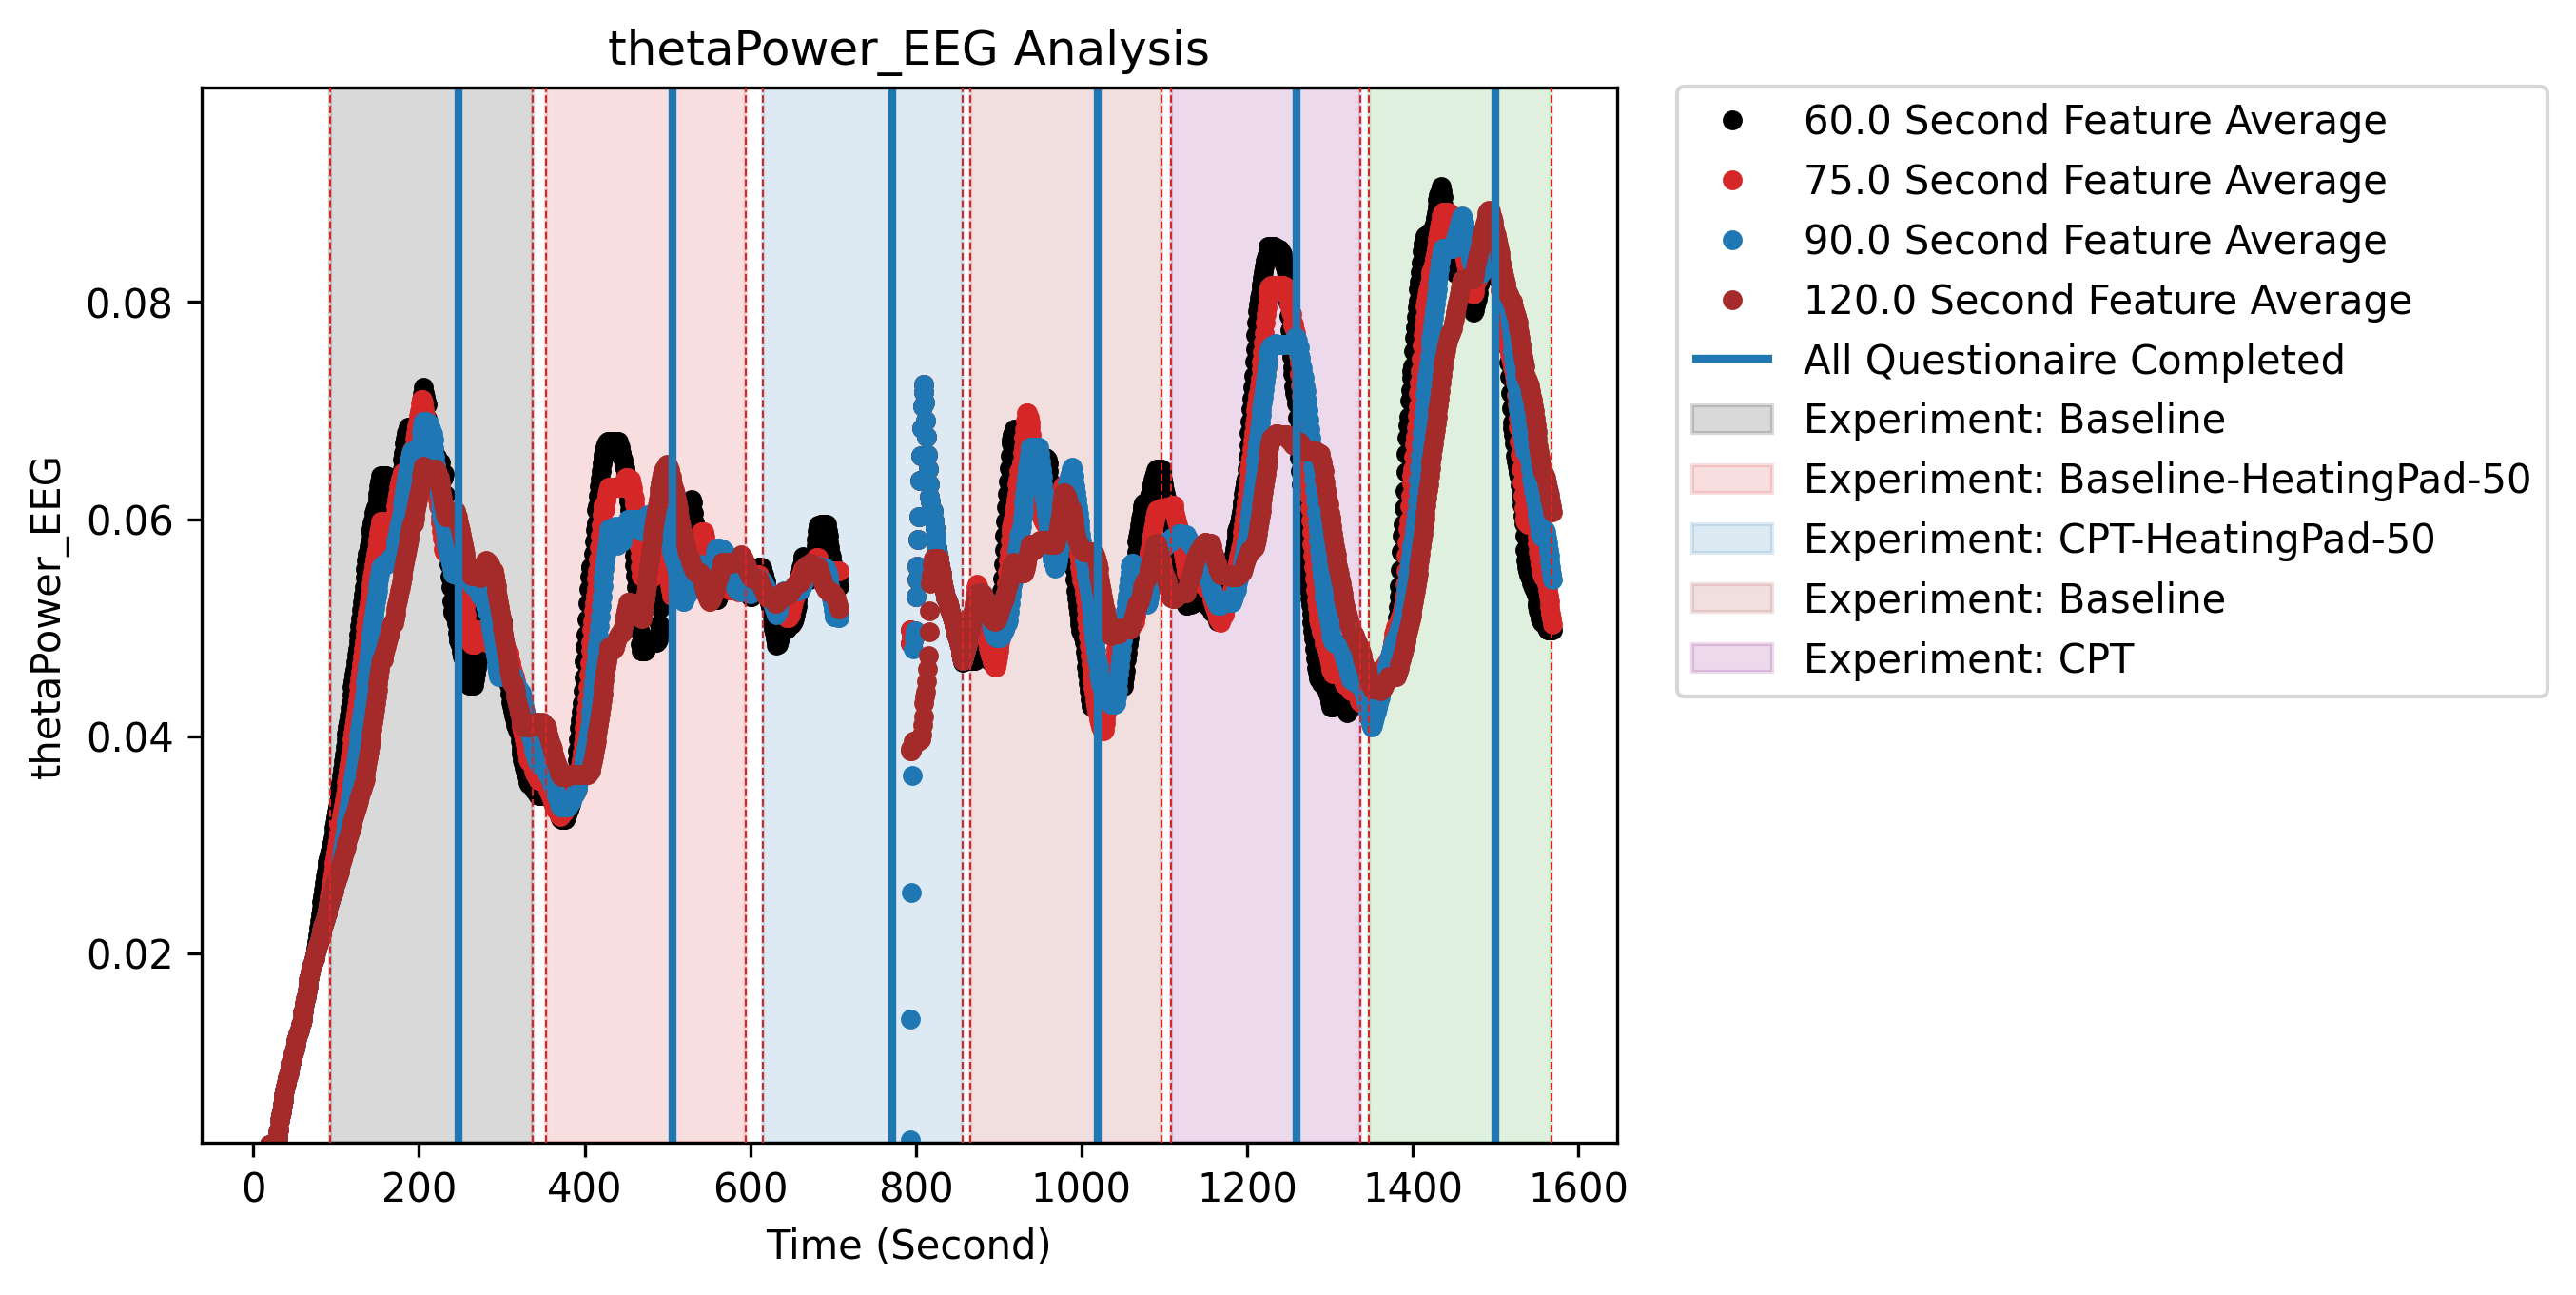 thetaPower_EEG Analysis
thetaPower_EEG
0.08
0.06
0.04
0.02
0 200 400 600 800 1000 1200 1400 1600
Time (Second)
60.0 Second Feature Average
75.0 Second Feature Average
90.0 Second Feature Average
120.0 Second Feature Average
All Questionaire Completed
Experiment: Baseline
Experiment: Baseline-HeatingPad-50
Experiment: CPT-HeatingPad-50
Experiment: Baseline
Experiment: CPT